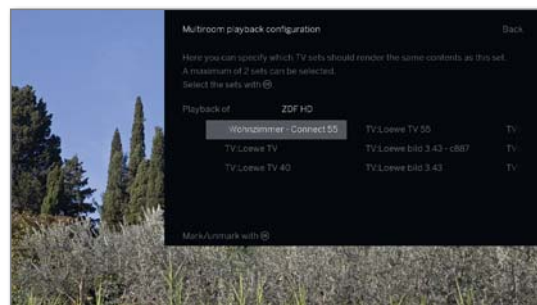 Multiroom playback configuration Back
Here you can specify which TV sets should render the same contents as this set.
A maximum of 2 sets can be selected.
Select the sets with OK
Playback of ZDF HD
:Wohnzimmer - Connect 55 TV:Loewe TV 55 TV:
TV:Loewe TV TV:Loewe bild 3.43 - c887 TV:
TV:Loewe TV 40 TV:Loewe bild 3.43 TV:
Mark/unmark with OK